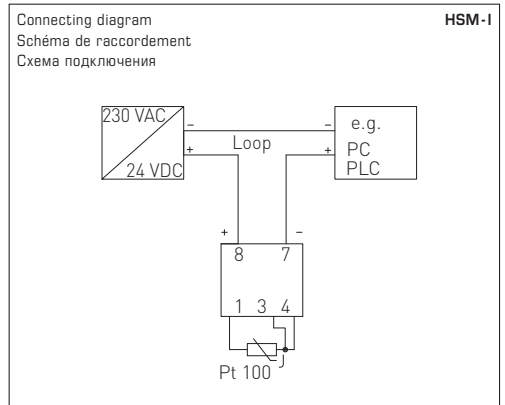 Connecting diagram HSM-I
Schéma de raccordement
Схема подключения
230 VAC
24 VDC
–
+
Loop
–
+
e.g.
PC
PLC
+ –
8 7
1 3 4
Pt 100